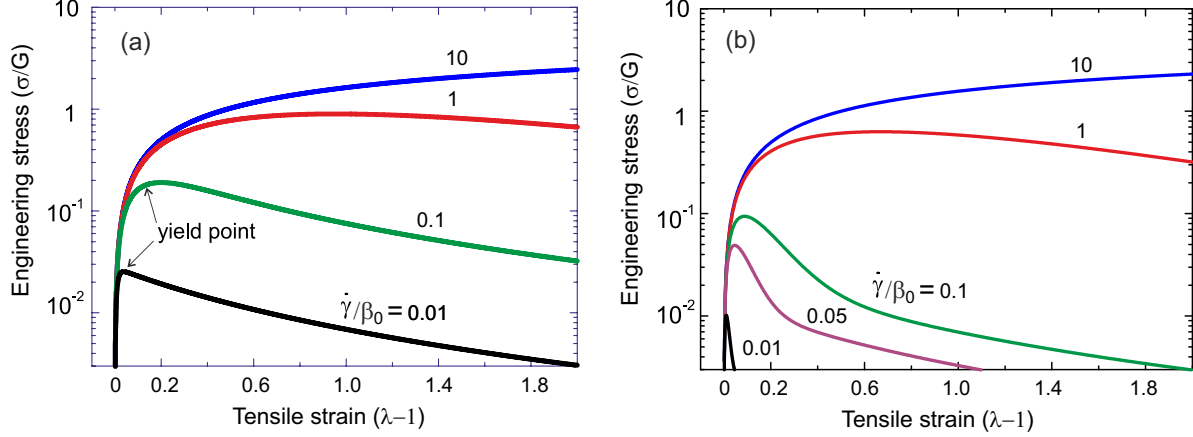 (a)
Engineering stress (σ/G)
10
1
10⁻¹
10⁻²
10
1
0.1
yield point
γ̇/β₀ = 0.01
0 0.2 0.6 1.0 1.4 1.8
Tensile strain (λ−1)
(b)
Engineering stress (σ/G)
10
1
10⁻¹
10⁻²
10
1
γ̇/β₀ = 0.1
0.05
0.01
0 0.2 0.6 1.0 1.4 1.8
Tensile strain (λ−1)